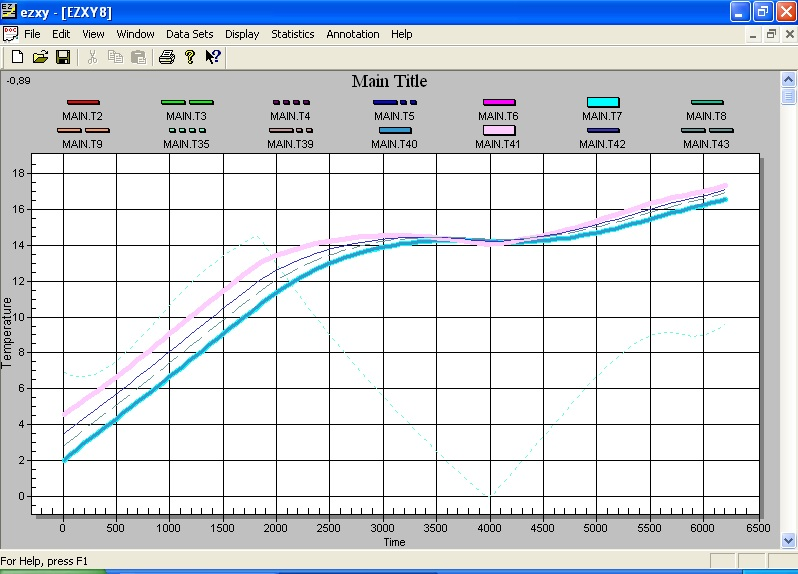 EZ ezxy - [EZXY8]
DOC File Edit View Window Data Sets Display Statistics Annotation Help
-0,89
Main Title
MAIN.T2 MAIN.T3 MAIN.T4 MAIN.T5 MAIN.T6 MAIN.T7 MAIN.T8
MAIN.T9 MAIN.T35 MAIN.T39 MAIN.T40 MAIN.T41 MAIN.T42 MAIN.T43
18
16
14
12
10
8
6
4
2
0
Temperature
0 500 1000 1500 2000 2500 3000 3500 4000 4500 5000 5500 6000 6500
Time
For Help, press F1